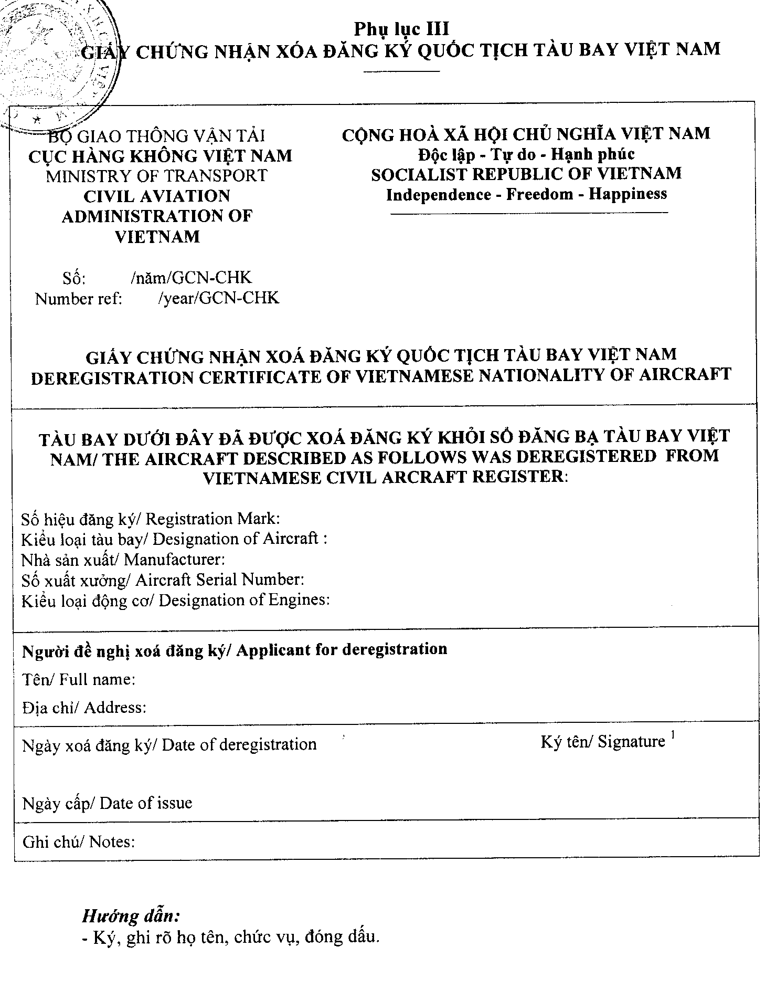 Phụ lục III
GIẤY CHỨNG NHẬN XÓA ĐĂNG KÝ QUỐC TỊCH TÀU BAY VIỆT NAM
BỘ GIAO THÔNG VẬN TẢI
CỤC HÀNG KHÔNG VIỆT NAM
MINISTRY OF TRANSPORT
CIVIL AVIATION
ADMINISTRATION OF
VIETNAM
Số: /năm/GCN-CHK
Number ref: /year/GCN-CHK
CỘNG HOÀ XÃ HỘI CHỦ NGHĨA VIỆT NAM
Độc lập - Tự do - Hạnh phúc
SOCIALIST REPUBLIC OF VIETNAM
Independence - Freedom - Happiness
GIẤY CHỨNG NHẬN XOÁ ĐĂNG KÝ QUỐC TỊCH TÀU BAY VIỆT NAM
DEREGISTRATION CERTIFICATE OF VIETNAMESE NATIONALITY OF AIRCRAFT
TÀU BAY DƯỚI ĐÂY ĐÃ ĐƯỢC XOÁ ĐĂNG KÝ KHỎI SỔ ĐĂNG BẠ TÀU BAY VIỆT
NAM/ THE AIRCRAFT DESCRIBED AS FOLLOWS WAS DEREGISTERED FROM
VIETNAMESE CIVIL ARCRAFT REGISTER:
Số hiệu đăng ký/ Registration Mark:
Kiểu loại tàu bay/ Designation of Aircraft :
Nhà sản xuất/ Manufacturer:
Số xuất xưởng/ Aircraft Serial Number:
Kiểu loại động cơ/ Designation of Engines:
Người đề nghị xoá đăng ký/ Applicant for deregistration
Tên/ Full name:
Địa chỉ/ Address:
Ngày xoá đăng ký/ Date of deregistration
Ký tên/ Signature 1
Ngày cấp/ Date of issue
Ghi chú/ Notes:
Hướng dẫn:
- Ký, ghi rõ họ tên, chức vụ, đóng dấu.